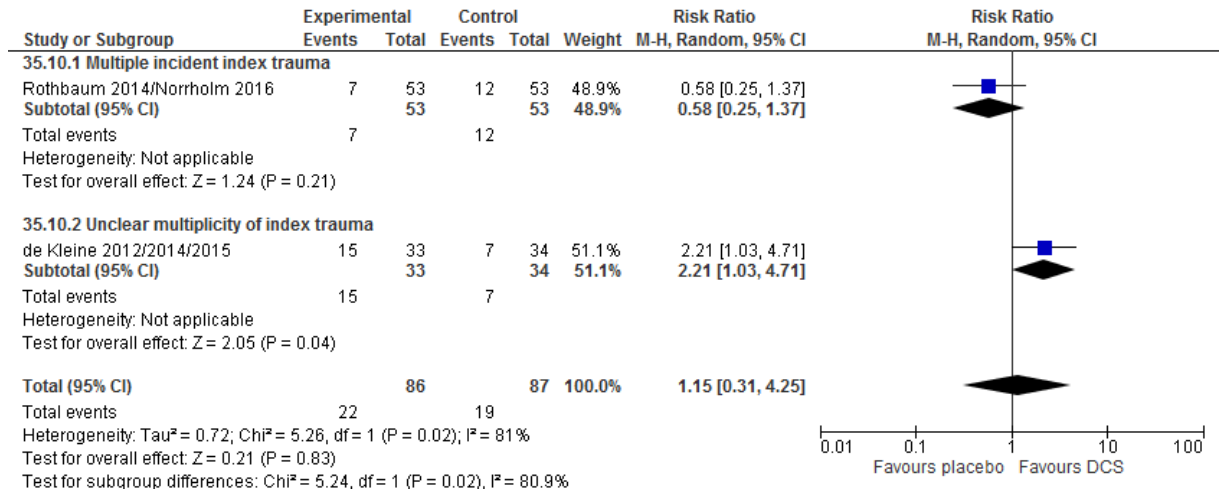 Experimental Control Risk Ratio Risk Ratio
Study or Subgroup Events Total Events Total Weight M-H, Random, 95% CI M-H, Random, 95% CI
35.10.1 Multiple incident index trauma
Rothbaum 2014/Norrholm 2016 7 53 12 53 48.9% 0.58 [0.25, 1.37]
Subtotal (95% CI) 53 53 48.9% 0.58 [0.25, 1.37]
Total events 7 12
Heterogeneity: Not applicable
Test for overall effect: Z = 1.24 (P = 0.21)
35.10.2 Unclear multiplicity of index trauma
de Kleine 2012/2014/2015 15 33 7 34 51.1% 2.21 [1.03, 4.71]
Subtotal (95% CI) 33 34 51.1% 2.21 [1.03, 4.71]
Total events 15 7
Heterogeneity: Not applicable
Test for overall effect: Z = 2.05 (P = 0.04)
Total (95% CI) 86 87 100.0% 1.15 [0.31, 4.25]
Total events 22 19
Heterogeneity: Tau² = 0.72; Chi² = 5.26, df = 1 (P = 0.02); I² = 81%
Test for overall effect: Z = 0.21 (P = 0.83)
Test for subgroup differences: Chi² = 5.24, df = 1 (P = 0.02), I² = 80.9%
0.01 0.1 1 10 100
Favours placebo Favours DCS